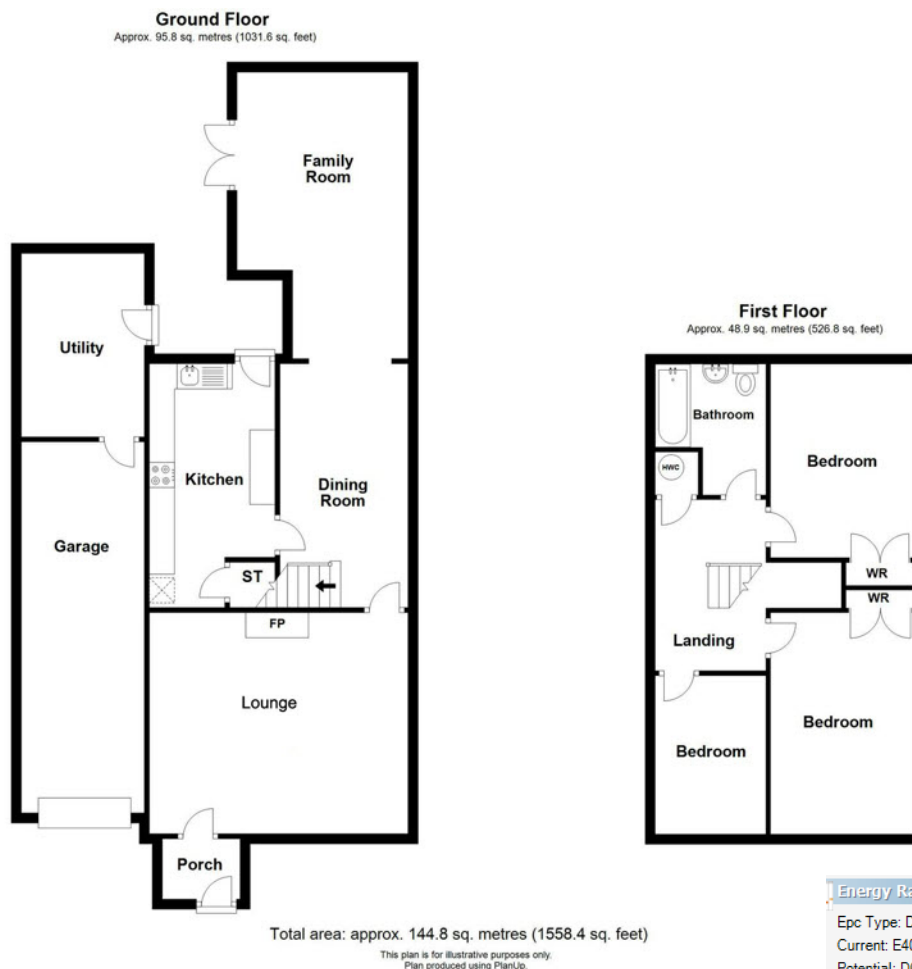 Ground Floor
Approx. 95.8 sq. metres (1031.6 sq. feet)
Family
Room
Utility
Kitchen
Dining
Room
Garage
ST
FP
Lounge
Porch
First Floor
Approx. 48.9 sq. metres (526.8 sq. feet)
Bathroom
HWC
Bedroom
WR
WR
Landing
Bedroom
Bedroom
Total area: approx. 144.8 sq. metres (1558.4 sq. feet)
This plan is for illustrative purposes only.
Plan produced using PlanUp.
Energy Ra
Epc Type: D
Current: E40
Potential: